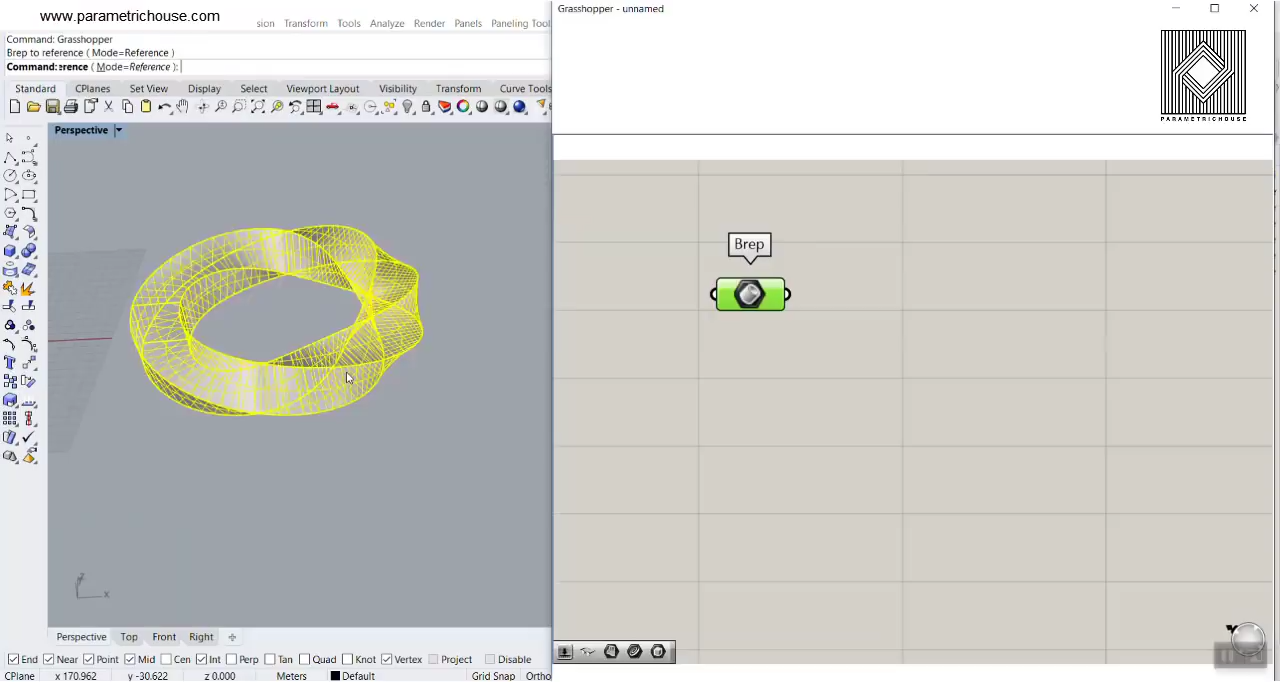 www.parametrichouse.com
sion Transform Tools Analyze Render Panels Paneling Tool
Command: Grasshopper
Brep to reference ( Mode=Reference )
Command: erence ( Mode=Reference ):
Standard CPlanes Set View Display Select Viewport Layout Visibility Transform Curve Tools
Perspective
z
x
Perspective Top Front Right
End Near Point Mid Cen Int Perp Tan Quad Knot Vertex Project Disable
CPlane x 170.962 y -30.622 z 0.000 Meters Default Grid Snap Ortho
Grasshopper - unnamed
PARAMETRICHOUSE
Brep